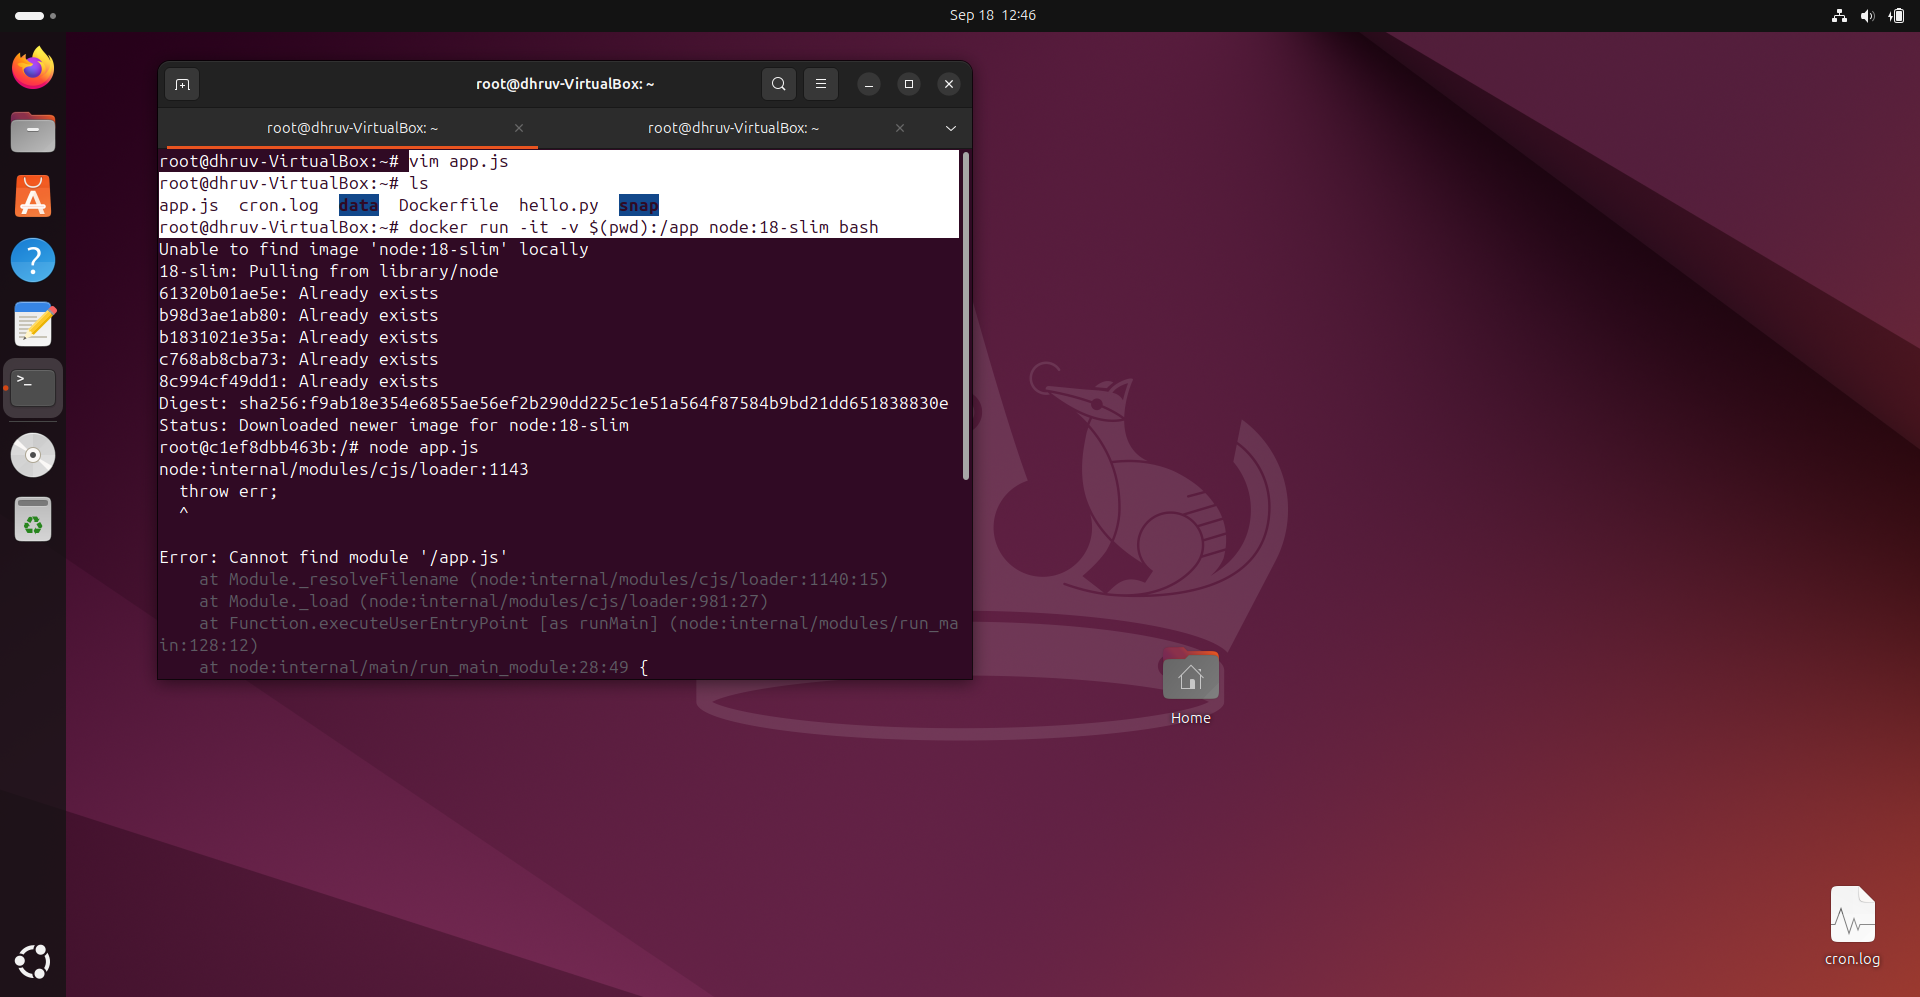 Sep 18  12:46
root@dhruv-VirtualBox: ~
root@dhruv-VirtualBox: ~
root@dhruv-VirtualBox: ~
root@dhruv-VirtualBox:~# vim app.js
root@dhruv-VirtualBox:~# ls
app.js  cron.log  data  Dockerfile  hello.py  snap
root@dhruv-VirtualBox:~# docker run -it -v $(pwd):/app node:18-slim bash
Unable to find image 'node:18-slim' locally
18-slim: Pulling from library/node
61320b01ae5e: Already exists
b98d3ae1ab80: Already exists
b1831021e35a: Already exists
c768ab8cba73: Already exists
8c994cf49dd1: Already exists
Digest: sha256:f9ab18e354e6855ae56ef2b290dd225c1e51a564f87584b9bd21dd651838830e
Status: Downloaded newer image for node:18-slim
root@c1ef8dbb463b:/# node app.js
node:internal/modules/cjs/loader:1143
  throw err;
  ^
Error: Cannot find module '/app.js'
    at Module._resolveFilename (node:internal/modules/cjs/loader:1140:15)
    at Module._load (node:internal/modules/cjs/loader:981:27)
    at Function.executeUserEntryPoint [as runMain] (node:internal/modules/run_ma
in:128:12)
    at node:internal/main/run_main_module:28:49 {
Home
cron.log